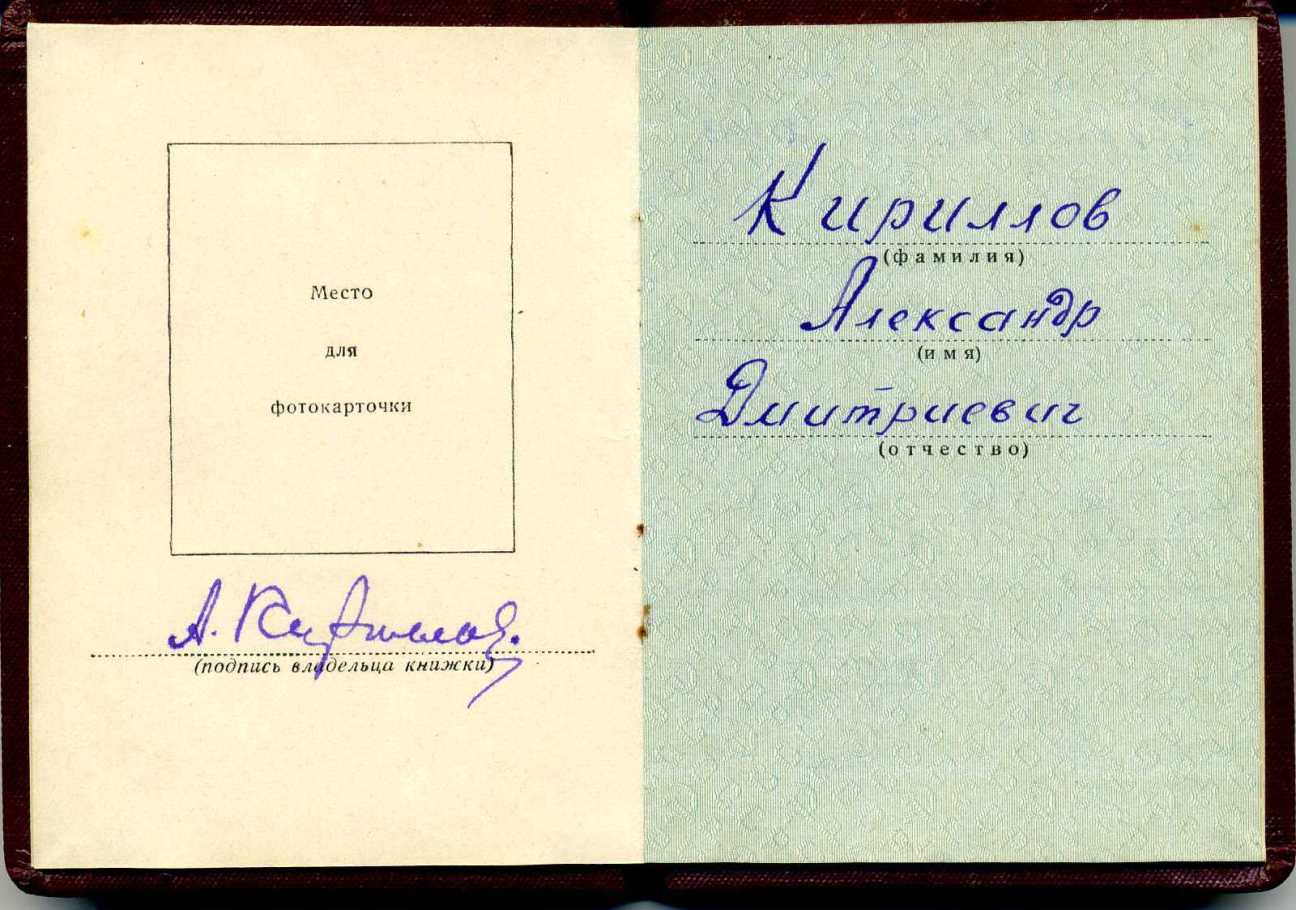 Место
для
фотокарточки
А. Кириллов.
(подпись владельца книжки)
Кириллов
(фамилия)
Александр
(имя)
Дмитриевич
(отчество)